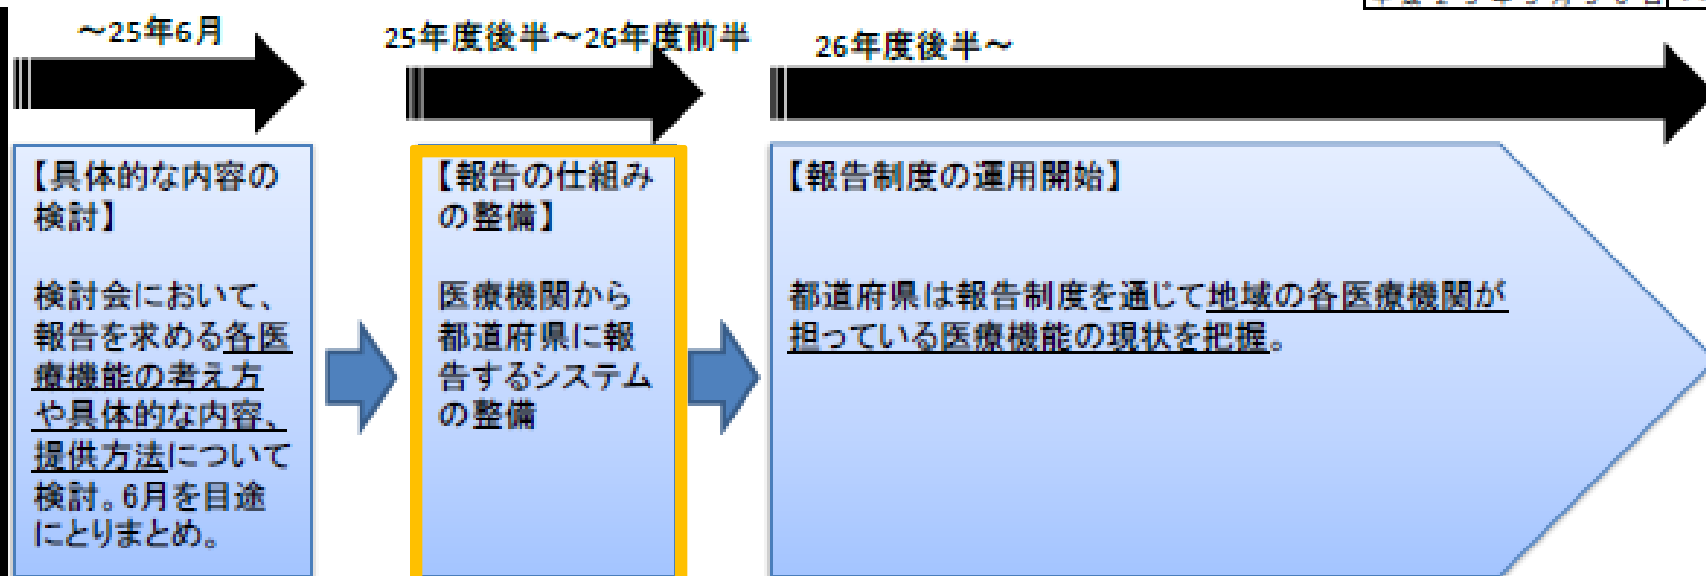 ～25年6月
25年度後半～26年度前半
26年度後半～
【具体的な内容の
検討】
検討会において、
報告を求める各医
療機能の考え方
や具体的な内容、
提供方法について
検討。6月を目途
にとりまとめ。
【報告の仕組み
の整備】
医療機関から
都道府県に報
告するシステム
の整備
【報告制度の運用開始】
都道府県は報告制度を通じて地域の各医療機関が
担っている医療機能の現状を把握。